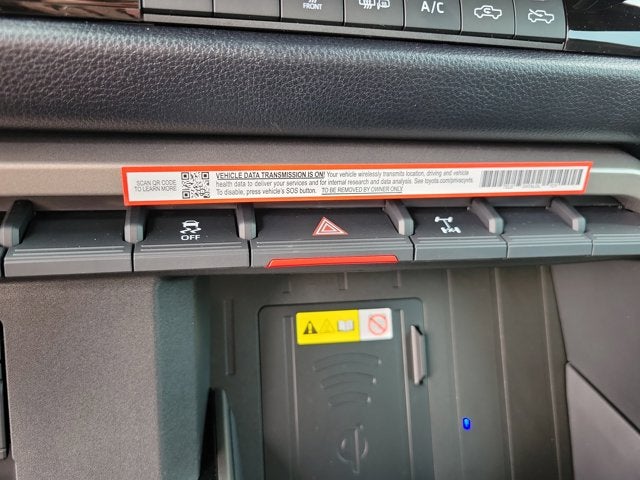 FRONT
A/C
SCAN QR CODE
TO LEARN MORE
VEHICLE DATA TRANSMISSION IS ON! Your vehicle wirelessly transmits location, driving and vehicle
health data to deliver your services and for internal research and data analysis. See toyota.com/privacyvts.
To disable, press vehicle's SOS button. TO BE REMOVED BY OWNER ONLY
OFF